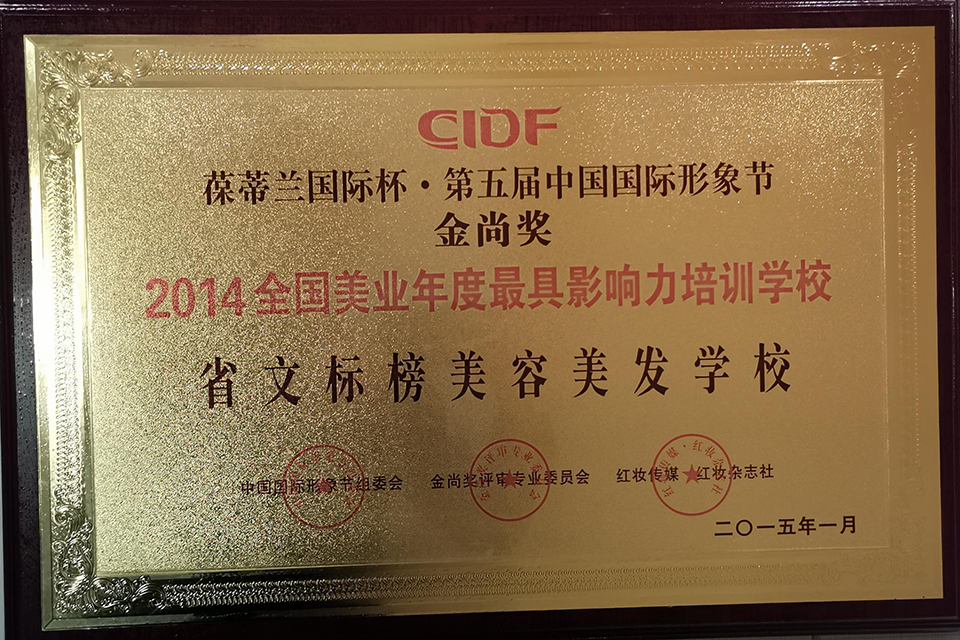 CIDF
葆蒂兰国际杯·第五届中国国际形象节
金尚奖
2014全国美业年度最具影响力培训学校
省文标榜美容美发学校
中国国际形象节组委会 金尚奖评审专业委员会 红妆传媒·红妆杂志社
二〇一五年一月